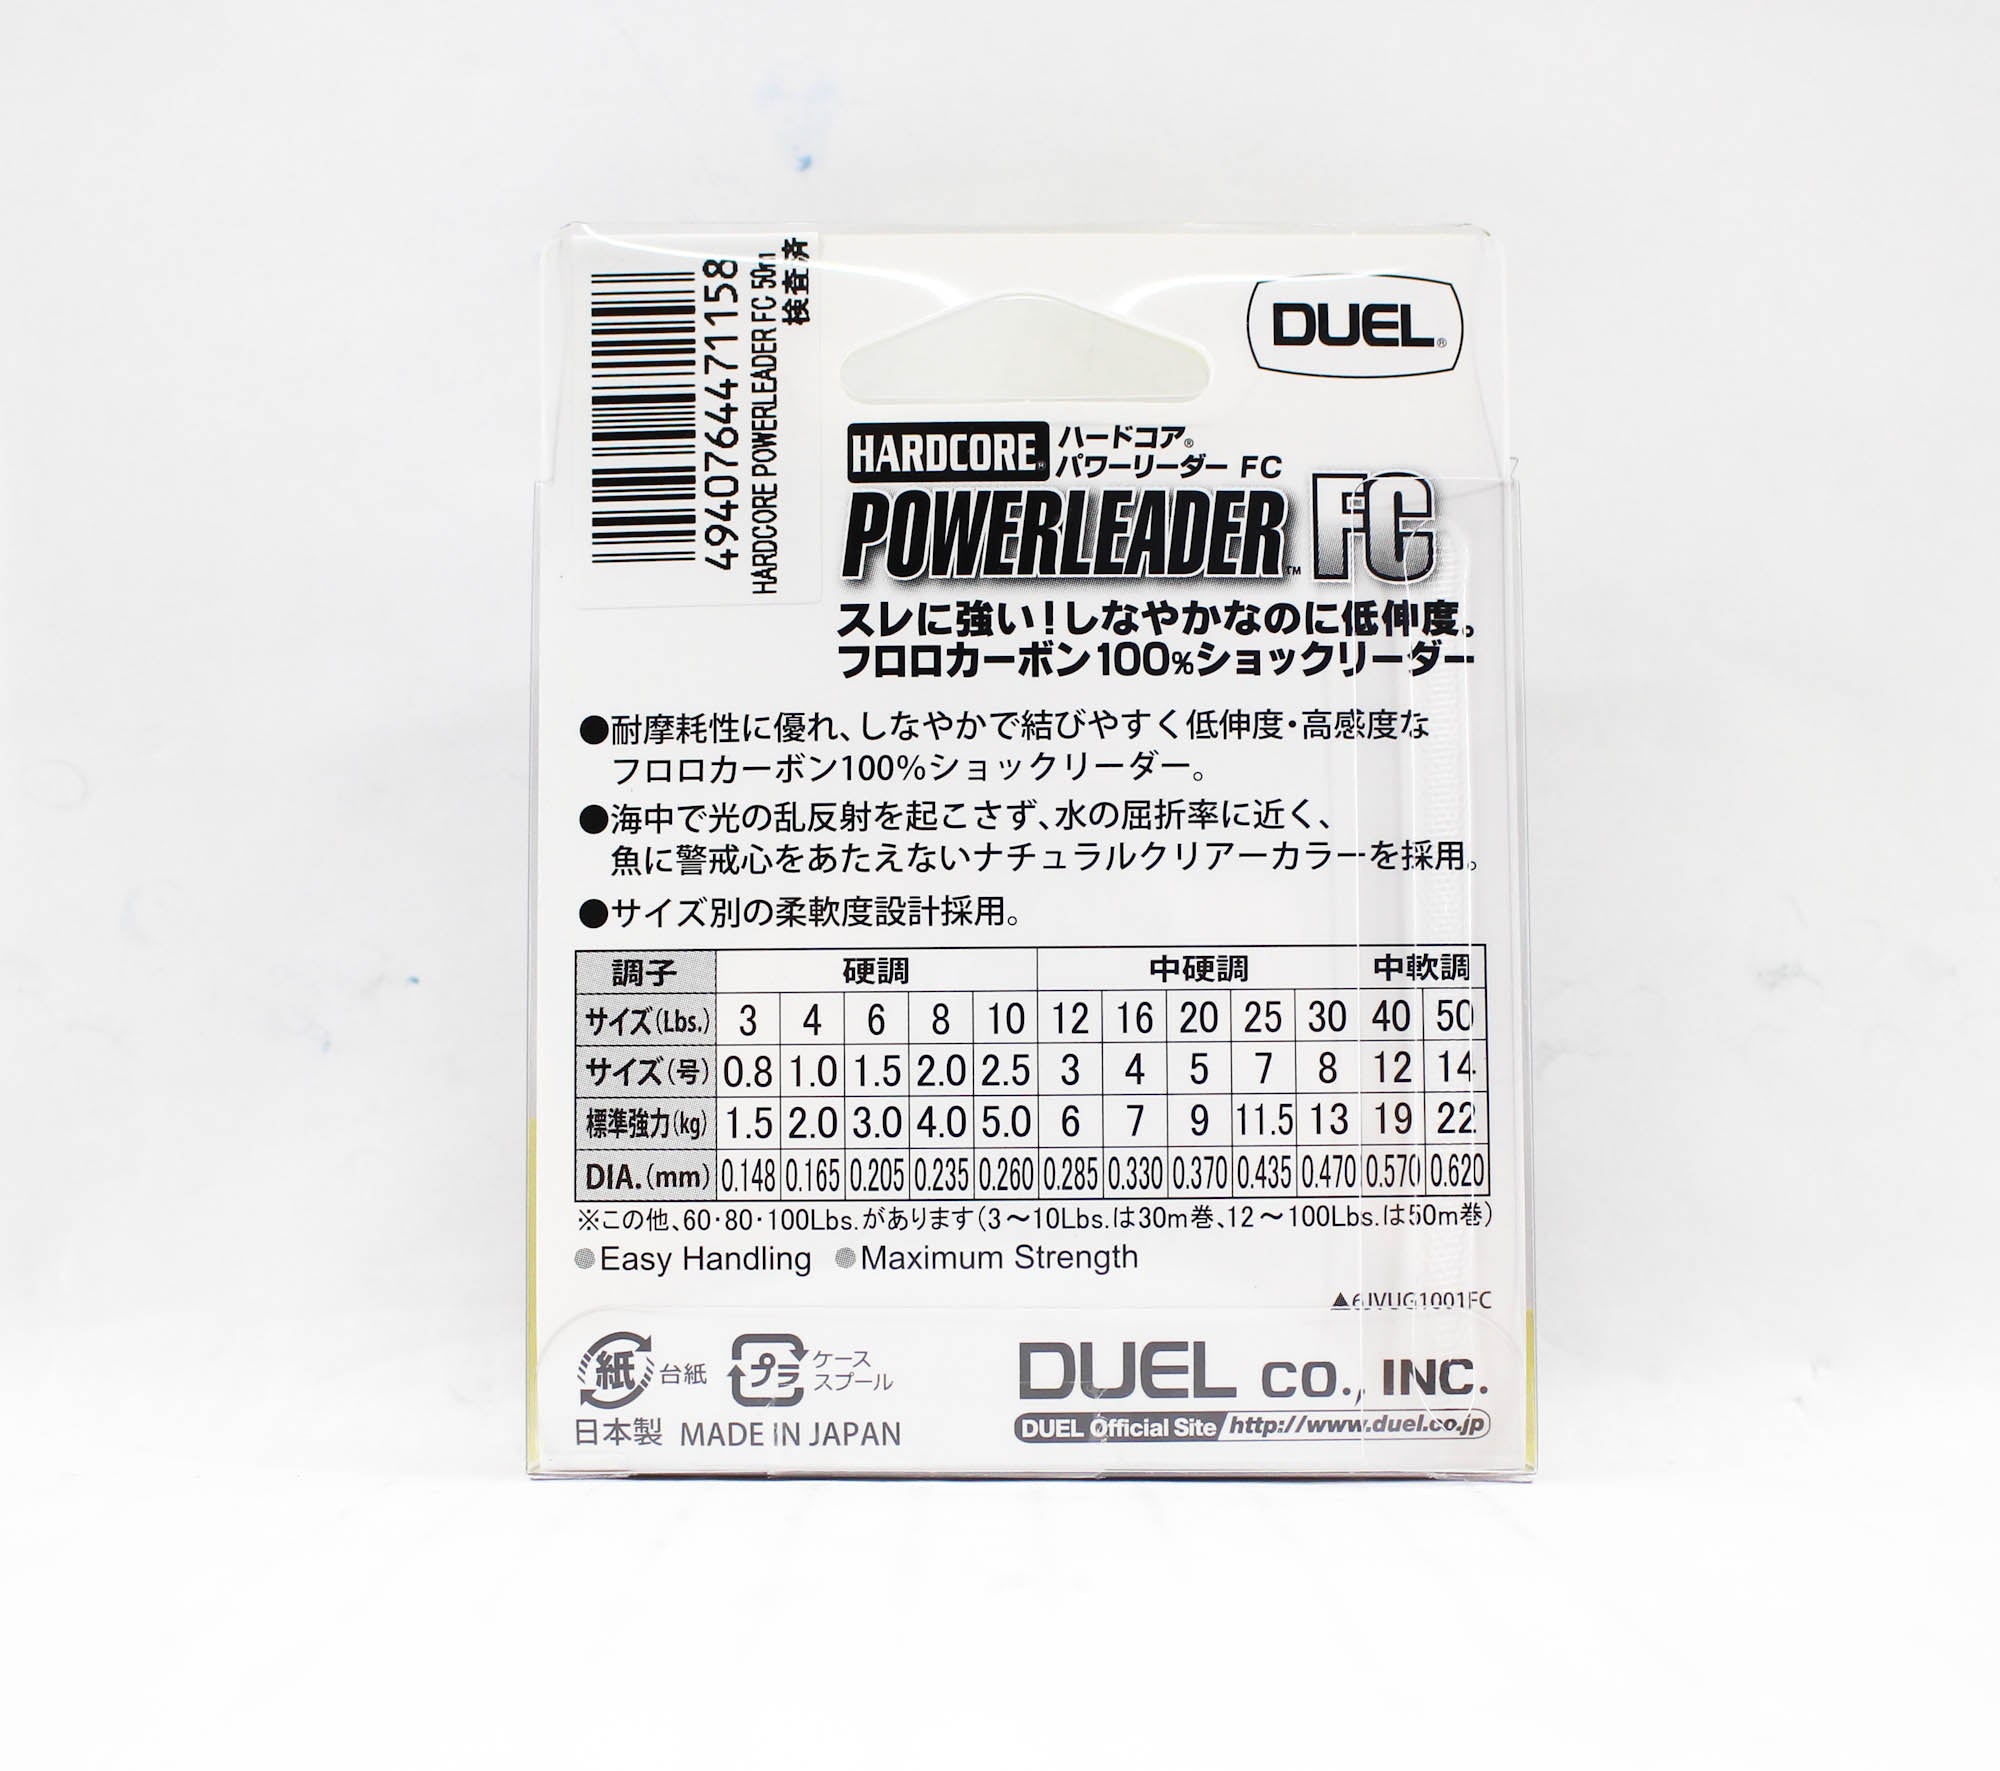 4940764471158
HARDCORE POWERLEADER FC 50m
検査済
DUEL®
HARDCORE® ハードコア®
パワーリーダー FC
POWERLEADER™ FC
スレに強い!しなやかなのに低伸度。
フロロカーボン100%ショックリーダー
●耐摩耗性に優れ、しなやかで結びやすく低伸度・高感度な
フロロカーボン100%ショックリーダー。
●海中で光の乱反射を起こさず、水の屈折率に近く、
魚に警戒心をあたえないナチュラルクリアーカラーを採用。
●サイズ別の柔軟度設計採用。
調子 硬調 中硬調 中軟調
サイズ(Lbs.) 3 4 6 8 10 12 16 20 25 30 40 50
サイズ(号) 0.8 1.0 1.5 2.0 2.5 3 4 5 7 8 12 14
標準強力(kg) 1.5 2.0 3.0 4.0 5.0 6 7 9 11.5 13 19 22
DIA.(mm) 0.148 0.165 0.205 0.235 0.260 0.285 0.330 0.370 0.435 0.470 0.570 0.620
※この他、60・80・100Lbs.があります(3〜10Lbs.は30m巻、12〜100Lbs.は50m巻)
●Easy Handling ●Maximum Strength
▲6JVUG1001FC
紙 台紙 プラ ケース
スプール
日本製 MADE IN JAPAN
DUEL CO., INC.
DUEL Official Site http://www.duel.co.jp